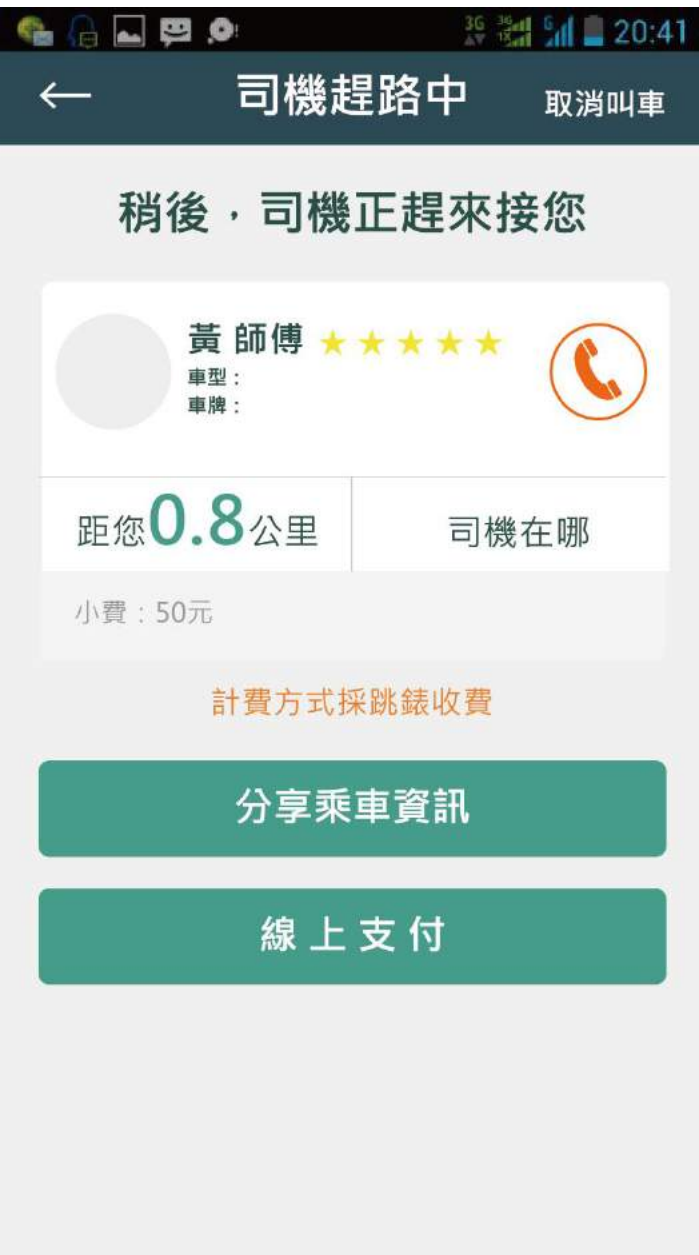 20:41
司機趕路中
取消叫車
稍後，司機正趕來接您
黃 師傅
車型：
車牌：
距您0.8公里
司機在哪
小費：50元
計費方式採跳錶收費
分享乘車資訊
線上支付